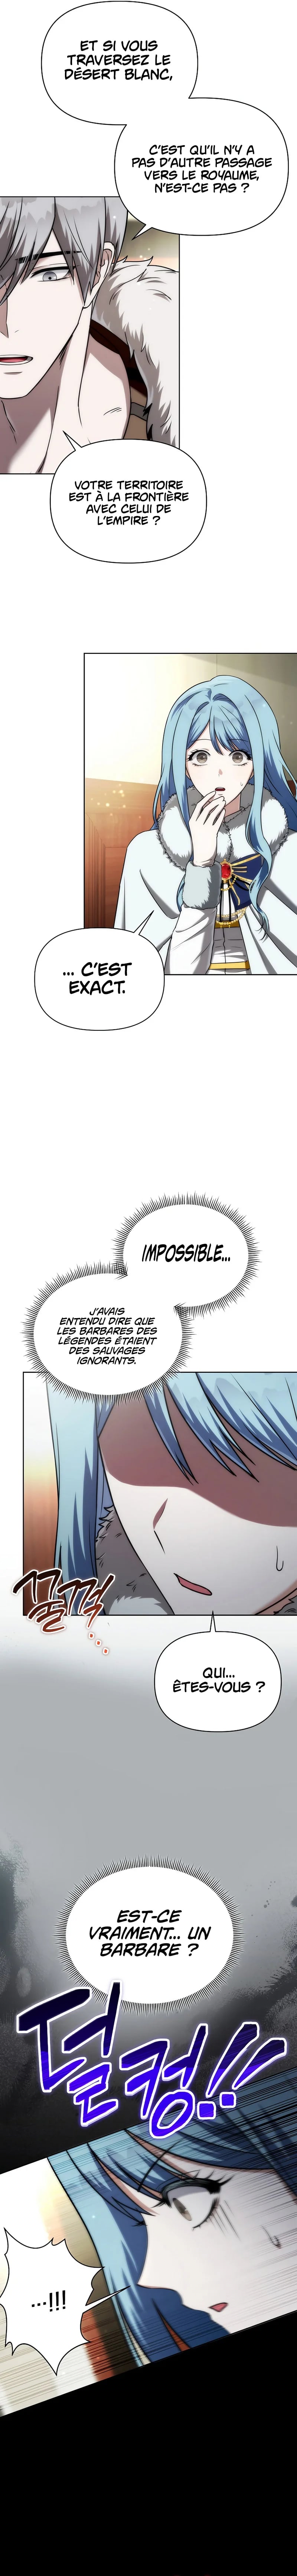 ET SI VOUS
TRAVERSEZ LE
DÉSERT BLANC,
C'EST QU'IL N'Y A
PAS D'AUTRE PASSAGE
VERS LE ROYAUME,
N'EST-CE PAS ?
VOTRE TERRITOIRE
EST À LA FRONTIÈRE
AVEC CELUI DE
L'EMPIRE ?
... C'EST
EXACT.
IMPOSSIBLE...
J'AVAIS
ENTENDU DIRE QUE
LES BARBARES DES
LÉGENDES ÉTAIENT
DES SAUVAGES
IGNORANTS.
꿀꺽...
QUI...
ÊTES-VOUS ?
EST-CE
VRAIMENT... UN
BARBARE ?
덜컹!!
...!!!